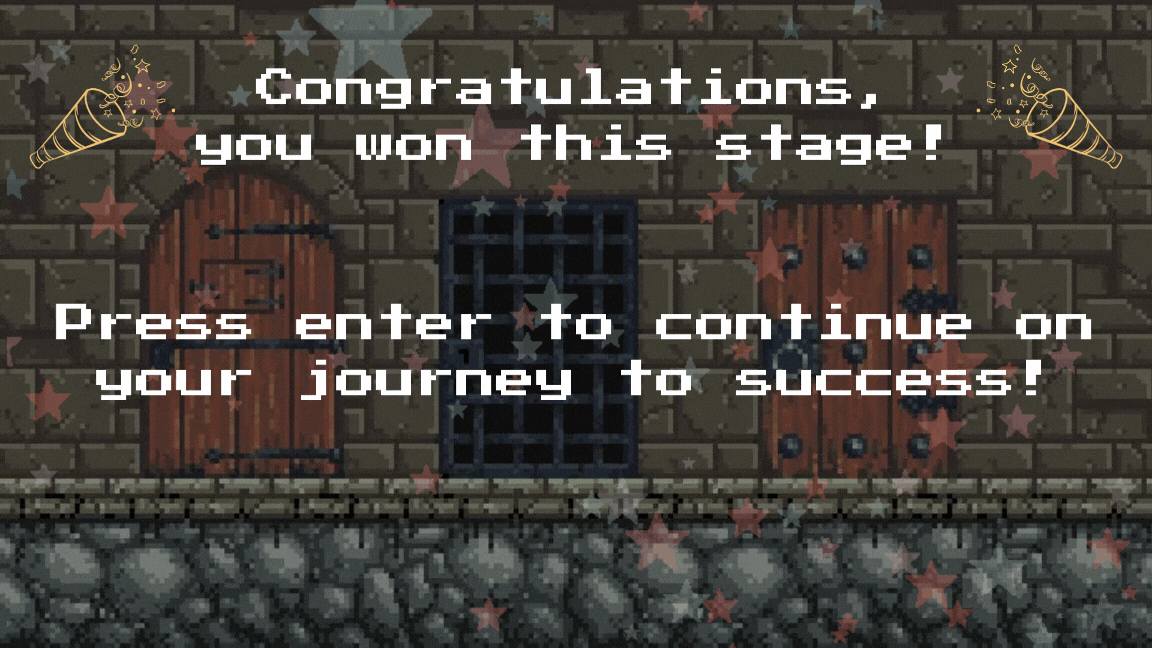 Congratulations,
you won this stage!
Press enter to continue on
your journey to success!